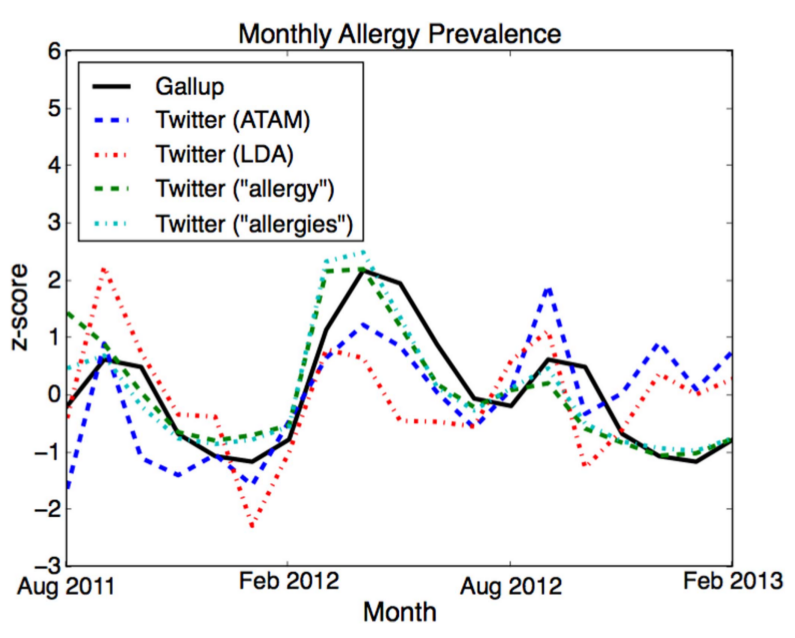 Monthly Allergy Prevalence
6
5
4
3
2
1
0
−1
−2
−3
z-score
Gallup
Twitter (ATAM)
Twitter (LDA)
Twitter ("allergy")
Twitter ("allergies")
Aug 2011
Feb 2012
Aug 2012
Feb 2013
Month